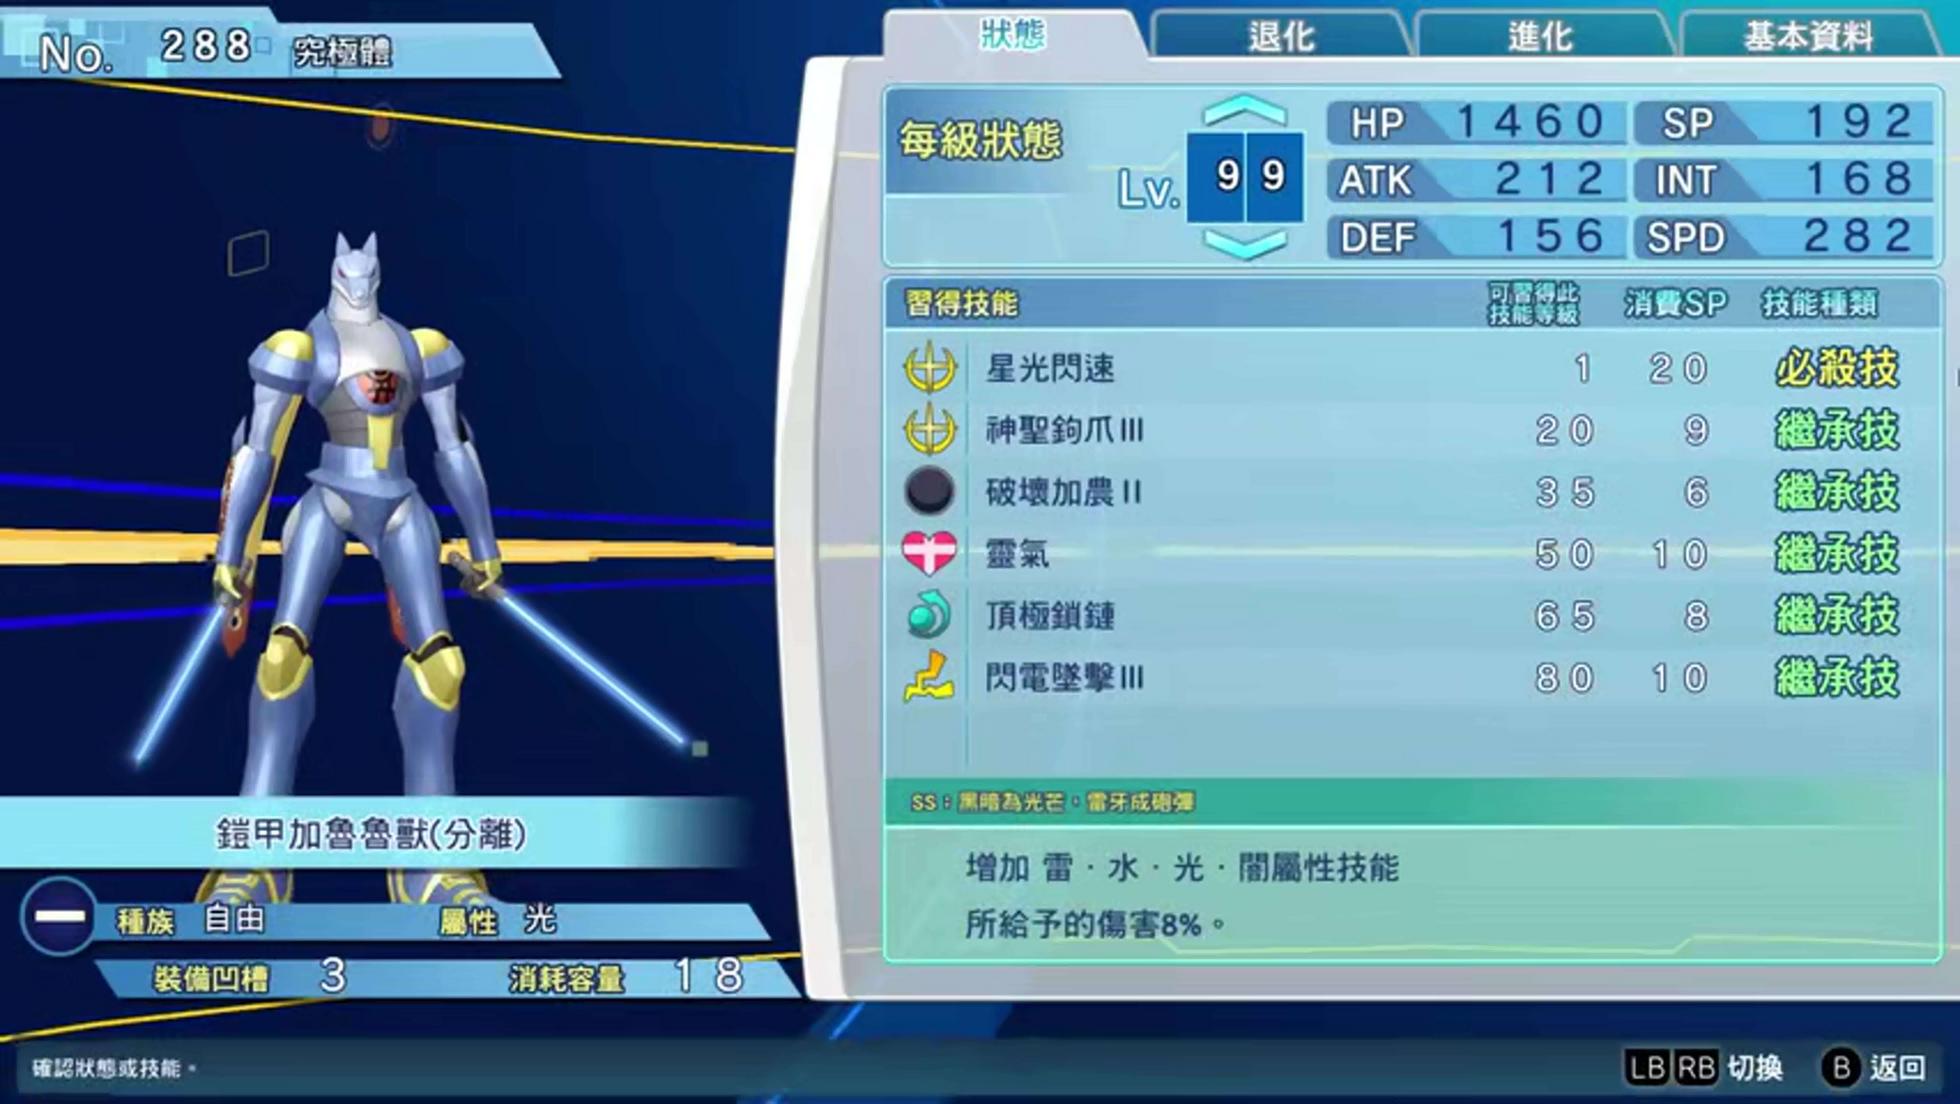 No. 288 究極體
狀態 退化 進化 基本資料
每級狀態
Lv. 99
HP 1460 SP 192
ATK 212 INT 168
DEF 156 SPD 282
習得技能 可習得此技能等級 消費SP 技能種類
星光閃速 1 20 必殺技
神聖鉤爪III 20 9 繼承技
破壞加農II 35 6 繼承技
靈氣 50 10 繼承技
頂極鎖鏈 65 8 繼承技
閃電墜擊III 80 10 繼承技
SS：黑暗為光芒，雷牙成砲彈
增加 雷·水·光·闇屬性技能
所給予的傷害8%。
鎧甲加魯魯獸(分離)
種族 自由 屬性 光
裝備凹槽 3 消耗容量 18
確認狀態或技能。
LB RB 切換 B 返回